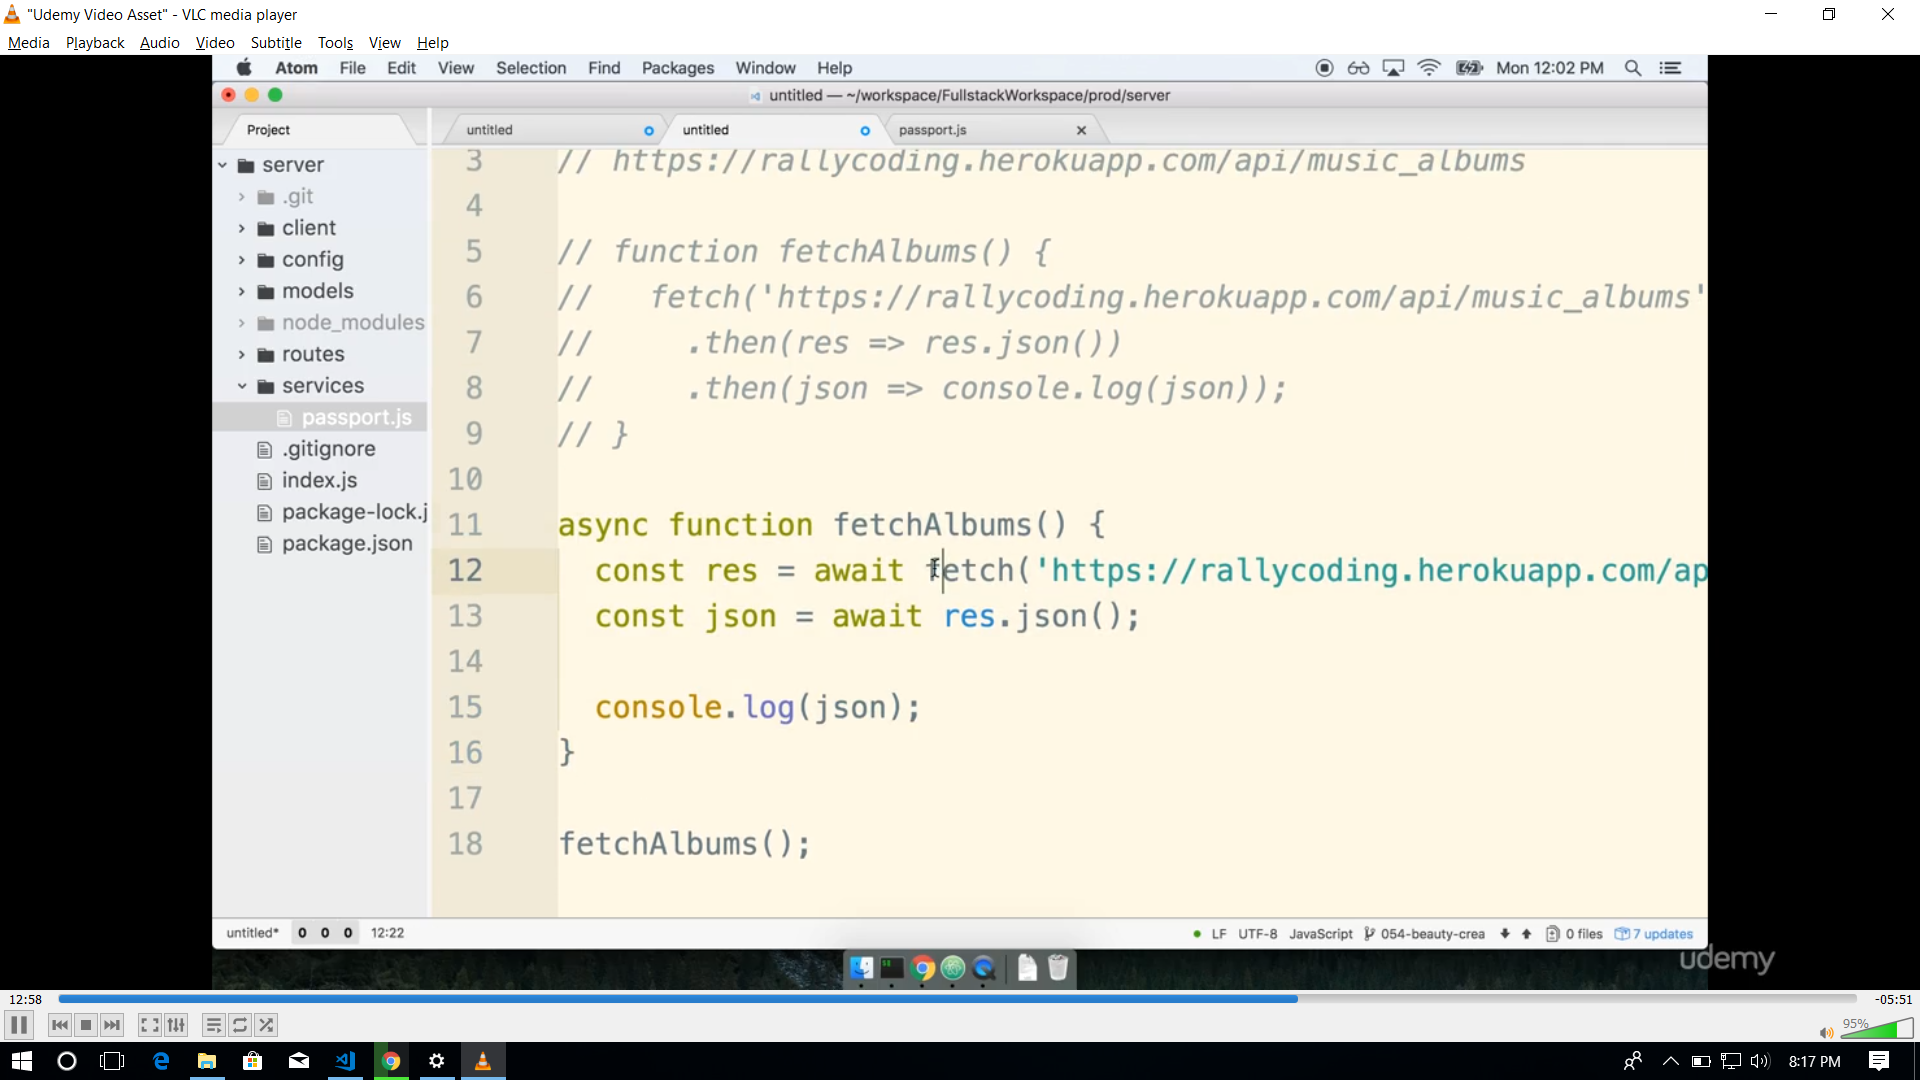 "Udemy Video Asset" - VLC media player
Media Playback Audio Video Subtitle Tools View Help
Atom File Edit View Selection Find Packages Window Help
Mon 12:02 PM
untitled — ~/workspace/FullstackWorkspace/prod/server
Project
untitled
untitled
passport.js
server
.git
client
config
models
node_modules
routes
services
passport.js
.gitignore
index.js
package-lock.j
package.json
3 // https://rallycoding.herokuapp.com/api/music_albums
4
5 // function fetchAlbums() {
6 //   fetch('https://rallycoding.herokuapp.com/api/music_albums'
7 //     .then(res => res.json())
8 //     .then(json => console.log(json));
9 // }
10
11 async function fetchAlbums() {
12   const res = await fetch('https://rallycoding.herokuapp.com/ap
13   const json = await res.json();
14
15   console.log(json);
16 }
17
18 fetchAlbums();
untitled* 0 0 0 12:22
LF UTF-8 JavaScript 054-beauty-crea 0 files 7 updates
udemy
12:58
-05:51
95%
8:17 PM